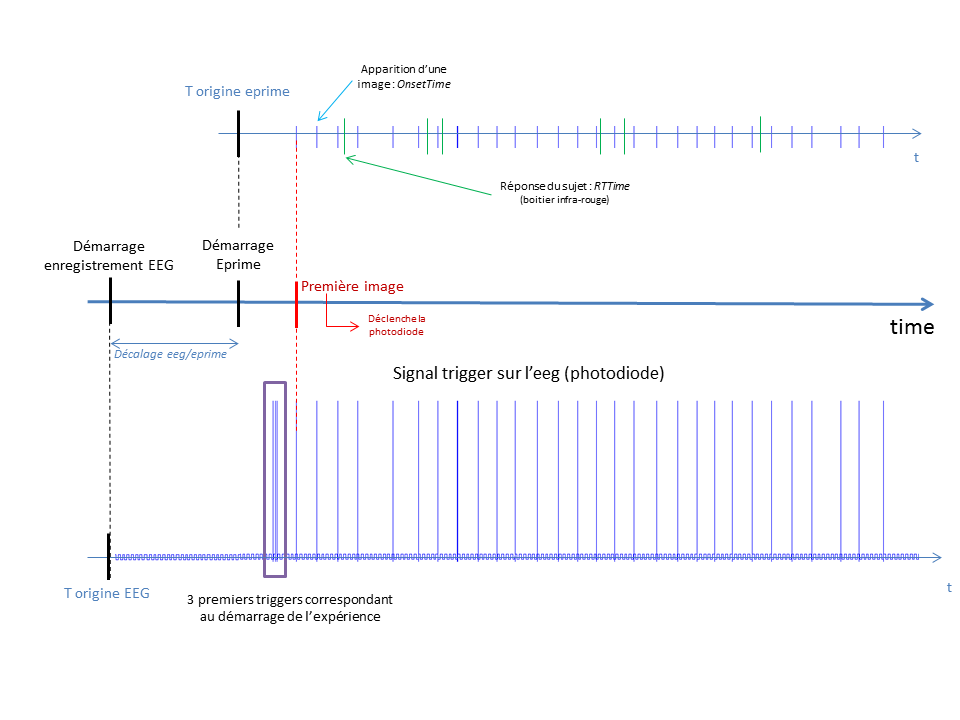 Apparition d'une
image : OnsetTime
T origine eprime
t
Réponse du sujet : RTTime
(boitier infra-rouge)
Démarrage
enregistrement EEG
Démarrage
Eprime
Première image
Déclenche la
photodiode
time
Décalage eeg/eprime
Signal trigger sur l'eeg (photodiode)
T origine EEG
t
3 premiers triggers correspondant
au démarrage de l'expérience